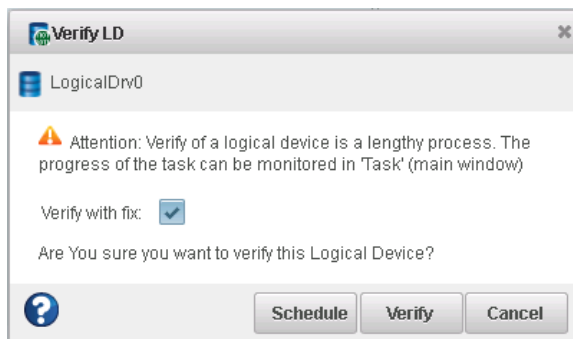 Verify LD
LogicalDrv0
Attention: Verify of a logical device is a lengthy process. The
progress of the task can be monitored in 'Task' (main window)
Verify with fix:
Are You sure you want to verify this Logical Device?
? Schedule Verify Cancel